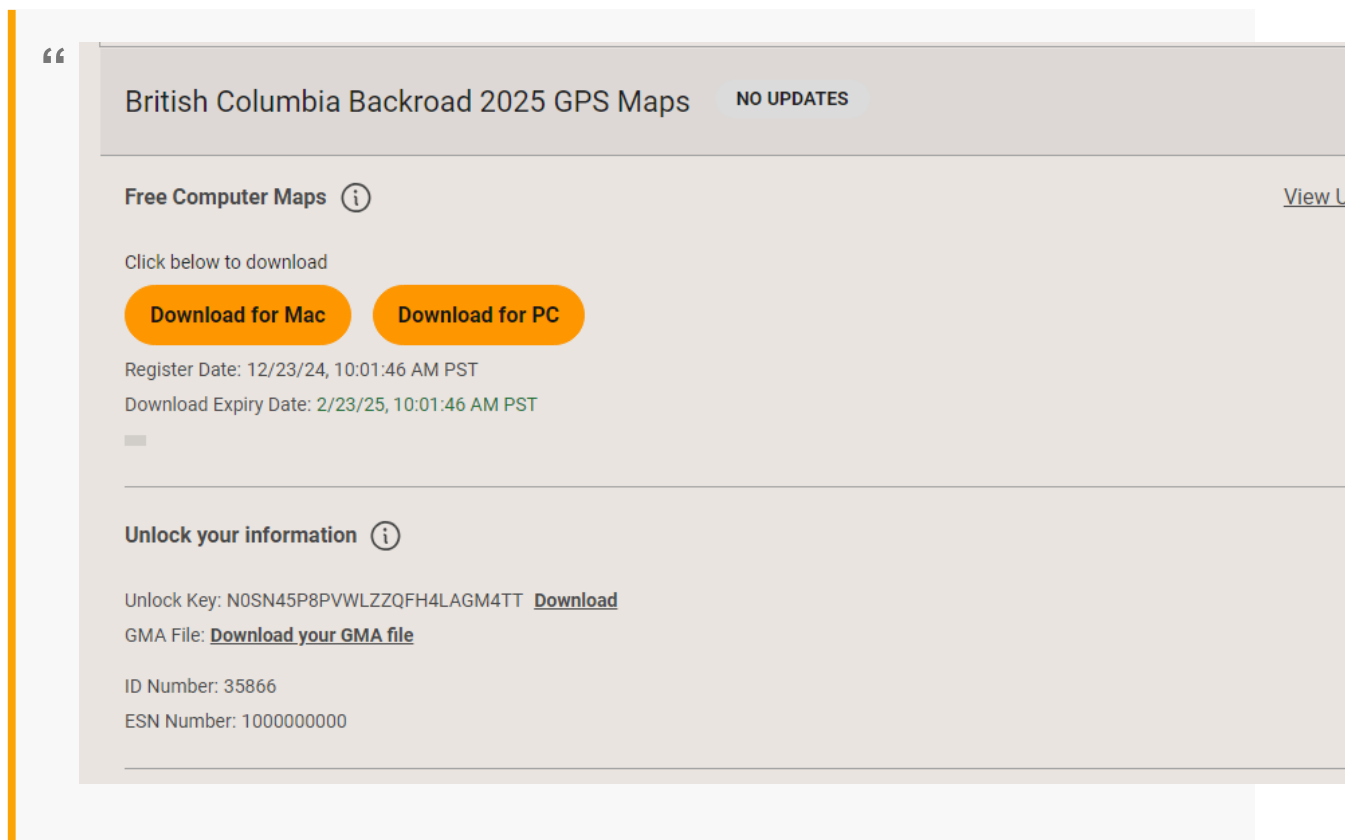 “
British Columbia Backroad 2025 GPS Maps NO UPDATES
Free Computer Maps i View U
Click below to download
Download for Mac Download for PC
Register Date: 12/23/24, 10:01:46 AM PST
Download Expiry Date: 2/23/25, 10:01:46 AM PST
Unlock your information i
Unlock Key: N0SN45P8PVWLZZQFH4LAGM4TT Download
GMA File: Download your GMA file
ID Number: 35866
ESN Number: 1000000000